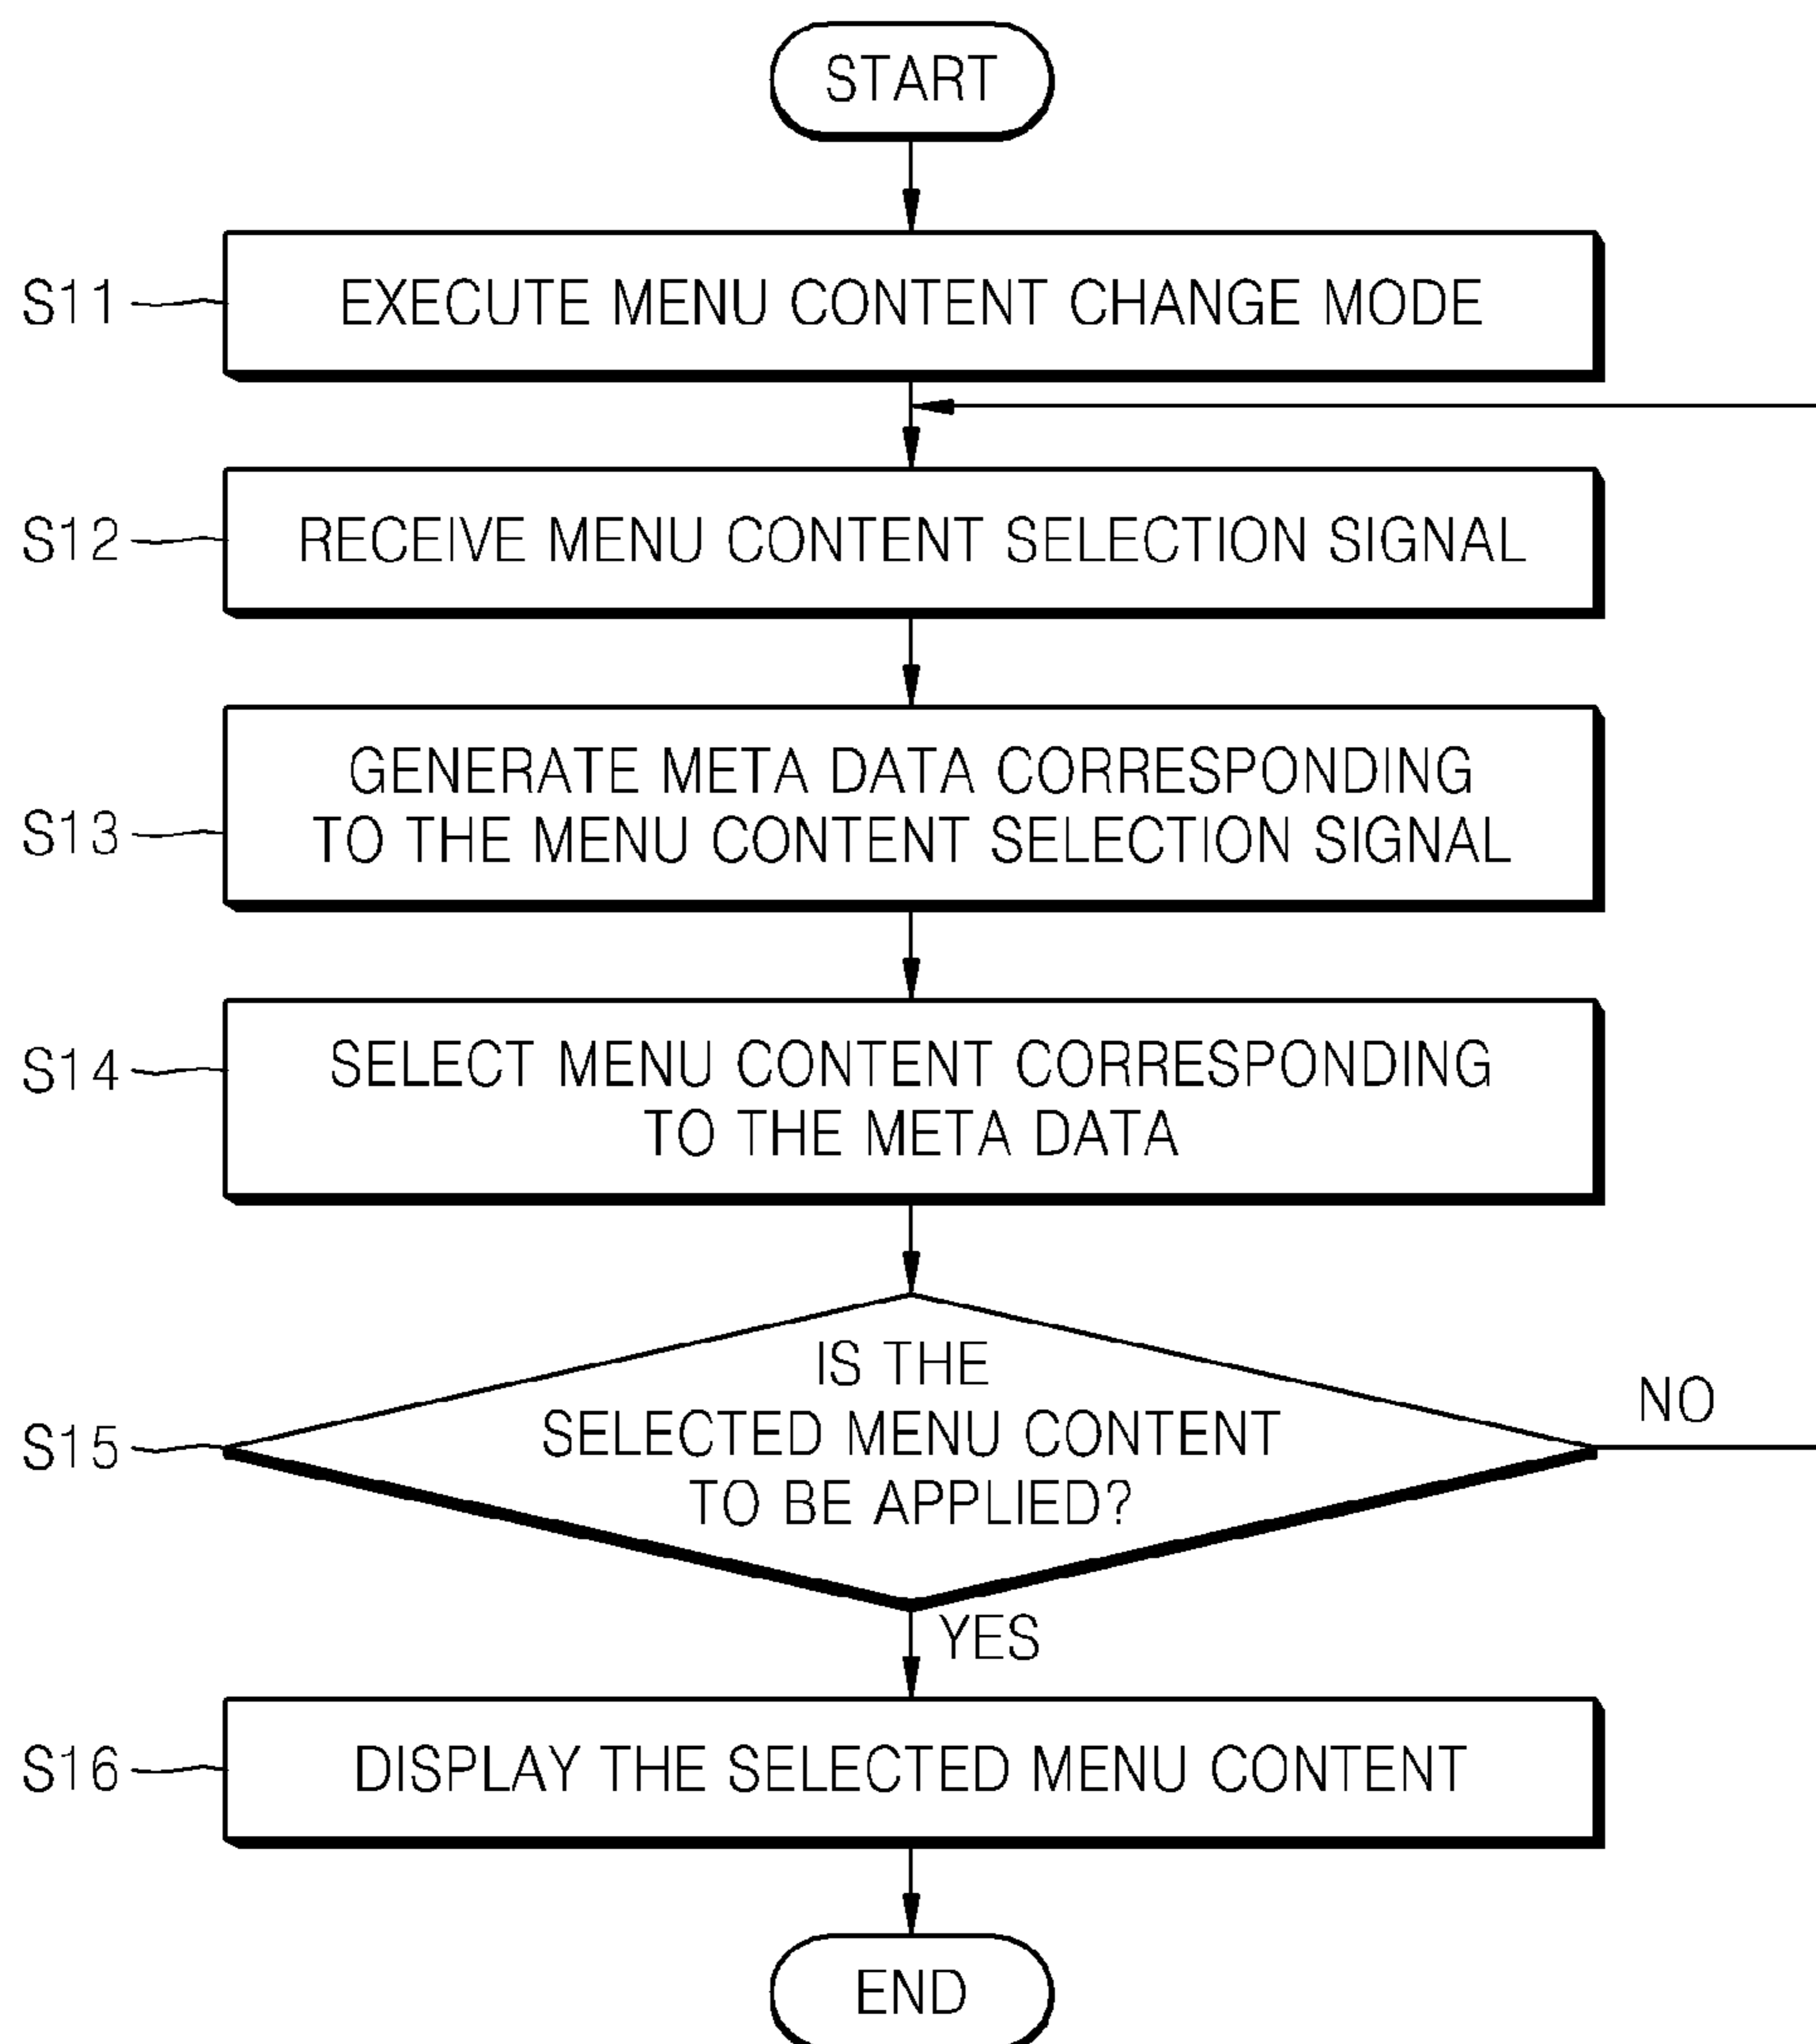 START
S11
EXECUTE MENU CONTENT CHANGE MODE
S12
RECEIVE MENU CONTENT SELECTION SIGNAL
S13
GENERATE META DATA CORRESPONDING
TO THE MENU CONTENT SELECTION SIGNAL
S14
SELECT MENU CONTENT CORRESPONDING
TO THE META DATA
S15
IS THE
SELECTED MENU CONTENT
TO BE APPLIED?
NO
YES
S16
DISPLAY THE SELECTED MENU CONTENT
END